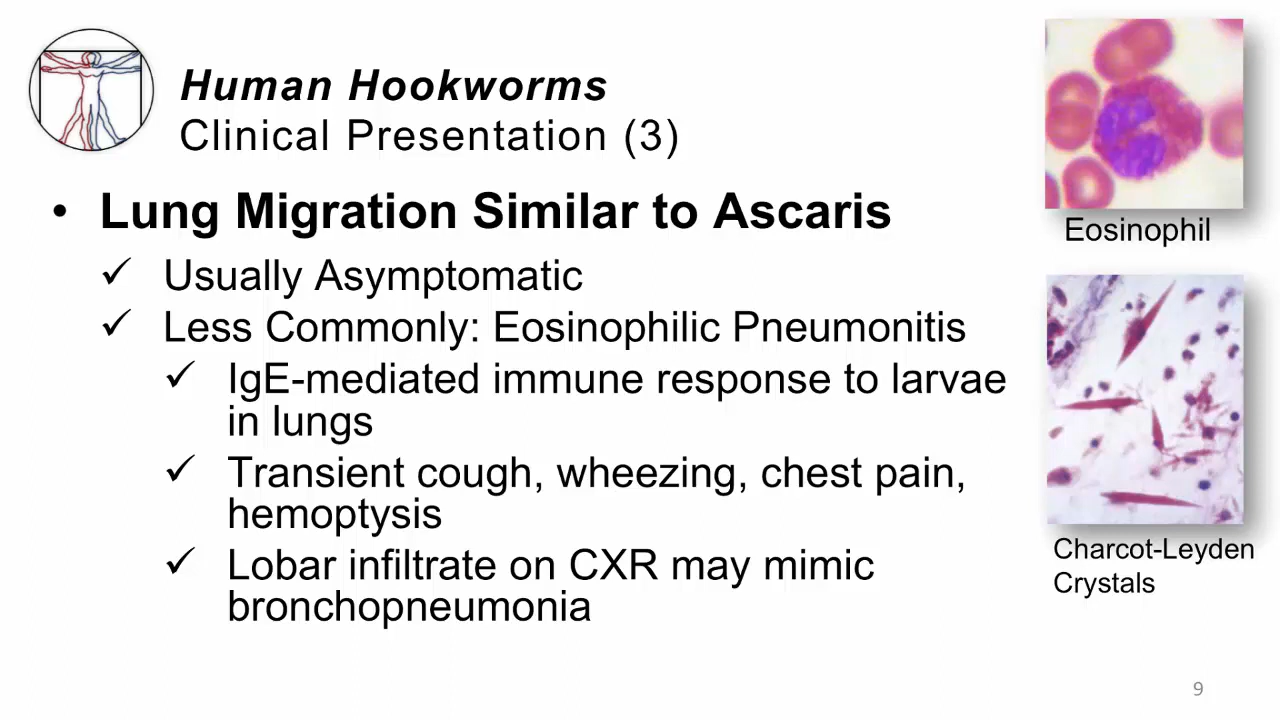 Human Hookworms
Clinical Presentation (3)
• Lung Migration Similar to Ascaris
✓ Usually Asymptomatic
✓ Less Commonly: Eosinophilic Pneumonitis
✓ IgE-mediated immune response to larvae
in lungs
✓ Transient cough, wheezing, chest pain,
hemoptysis
✓ Lobar infiltrate on CXR may mimic
bronchopneumonia
Eosinophil
Charcot-Leyden
Crystals
9